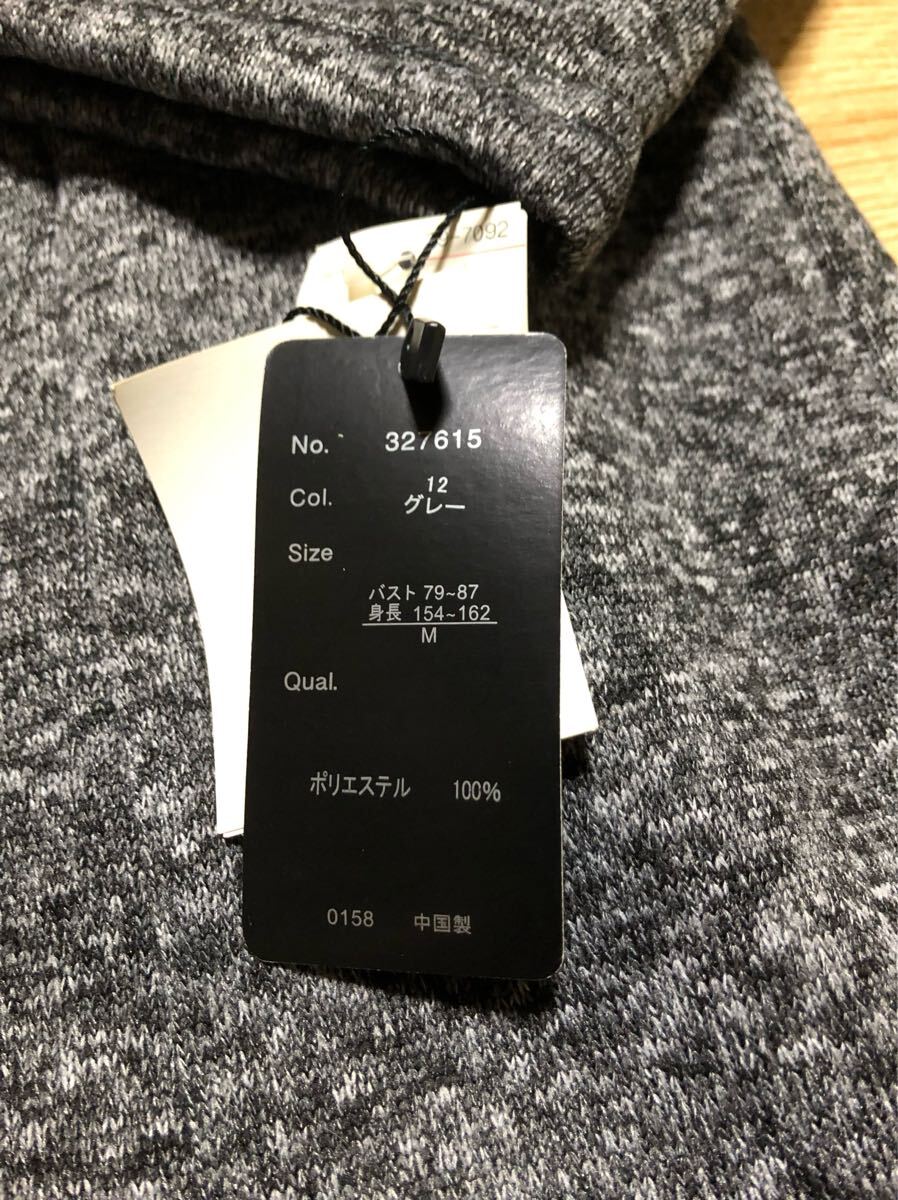 -7092
No. 327615
12
Col. グレー
Size
バスト 79~87
身長 154~162
M
Qual.
ポリエステル 100%
0158 中国製